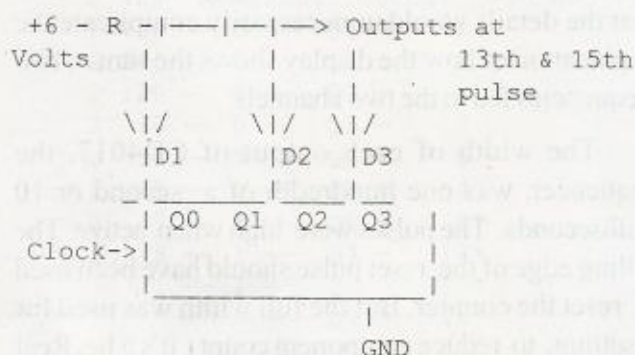 +6 - R - | -> Outputs at
Volts | | | 13th & 15th
| | | pulse
\|/ \|/ \|/
|D1 |D2 |D3
Q0 Q1 Q2 Q3
Clock->|
|
GND